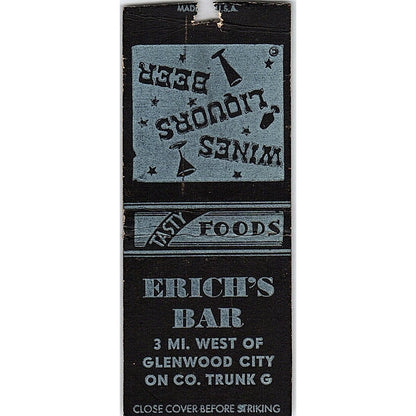 MADE U.S.A.
WINES
LIQUORS
BEER
TASTY FOODS
ERICH'S
BAR
3 MI. WEST OF
GLENWOOD CITY
ON CO. TRUNK G
CLOSE COVER BEFORE STRIKING